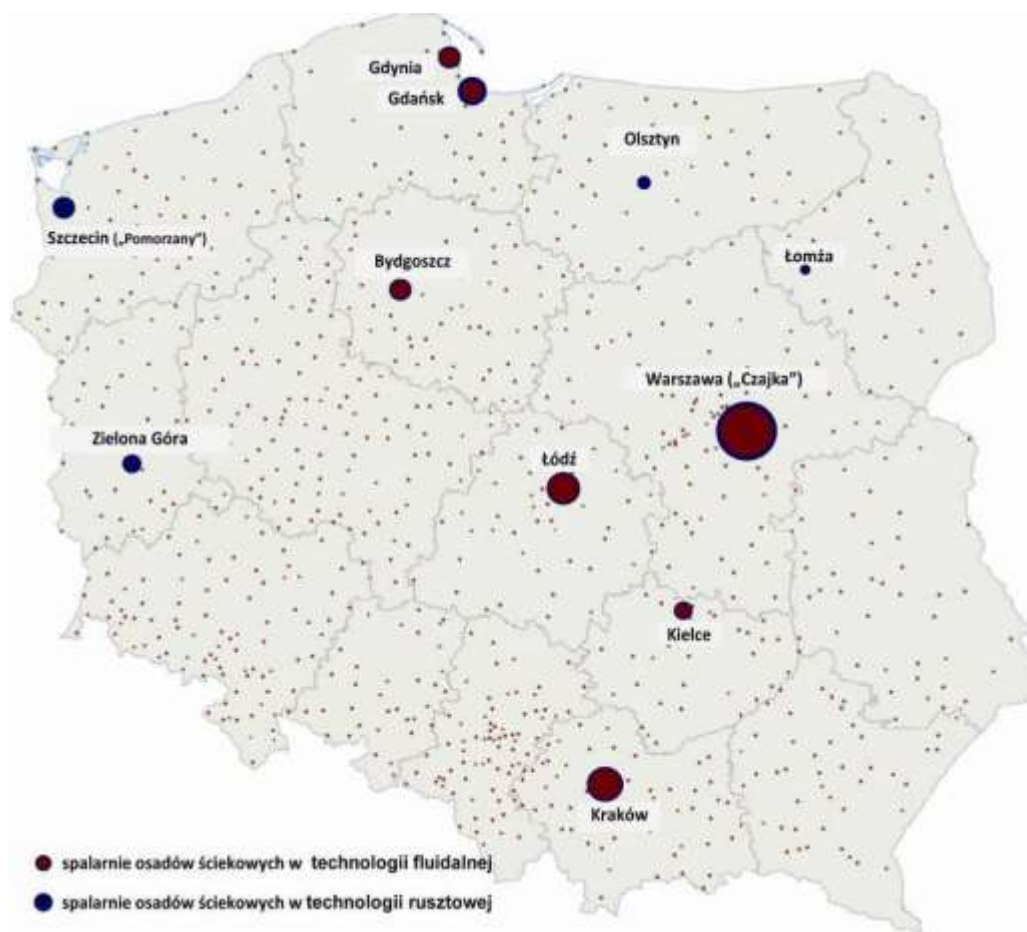 Gdynia
Gdańsk
Olsztyn
Szczecin („Pomorzany")
Łomża
Bydgoszcz
Warszawa („Czajka")
Zielona Góra
Łódź
Kielce
Kraków
spalarnie osadów ściekowych w technologii fluidalnej
spalarnie osadów ściekowych w technologii rusztowej